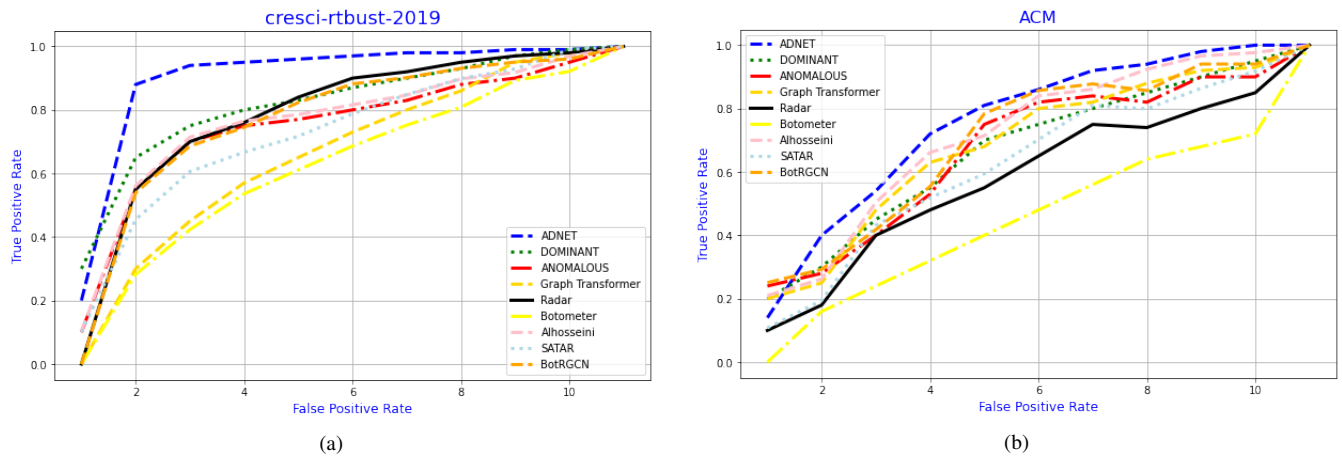 cresci-rtbust-2019
True Positive Rate
1.0
0.8
0.6
0.4
0.2
0.0
ADNET
DOMINANT
ANOMALOUS
Graph Transformer
Radar
Botometer
Alhosseini
SATAR
BotRGCN
2 4 6 8 10
False Positive Rate
(a)
ACM
True Positive Rate
1.0
0.8
0.6
0.4
0.2
0.0
ADNET
DOMINANT
ANOMALOUS
Graph Transformer
Radar
Botometer
Alhosseini
SATAR
BotRGCN
2 4 6 8 10
False Positive Rate
(b)